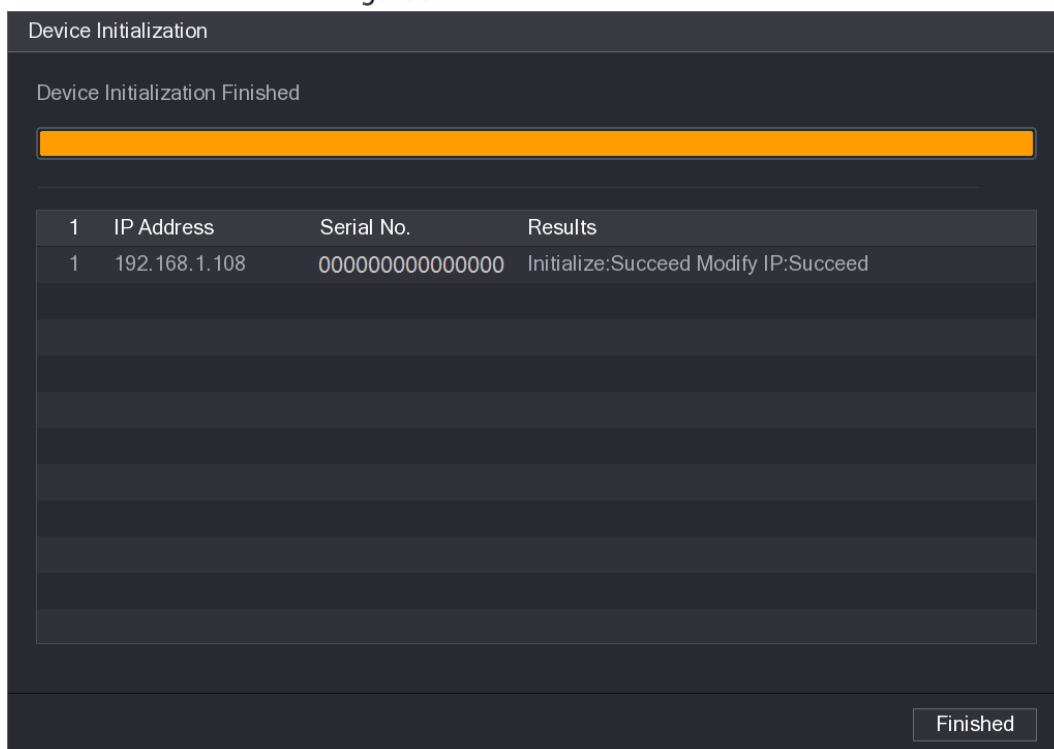 Device Initialization
Device Initialization Finished
1 IP Address Serial No. Results
1 192.168.1.108 000000000000000 Initialize:Succeed Modify IP:Succeed
Finished